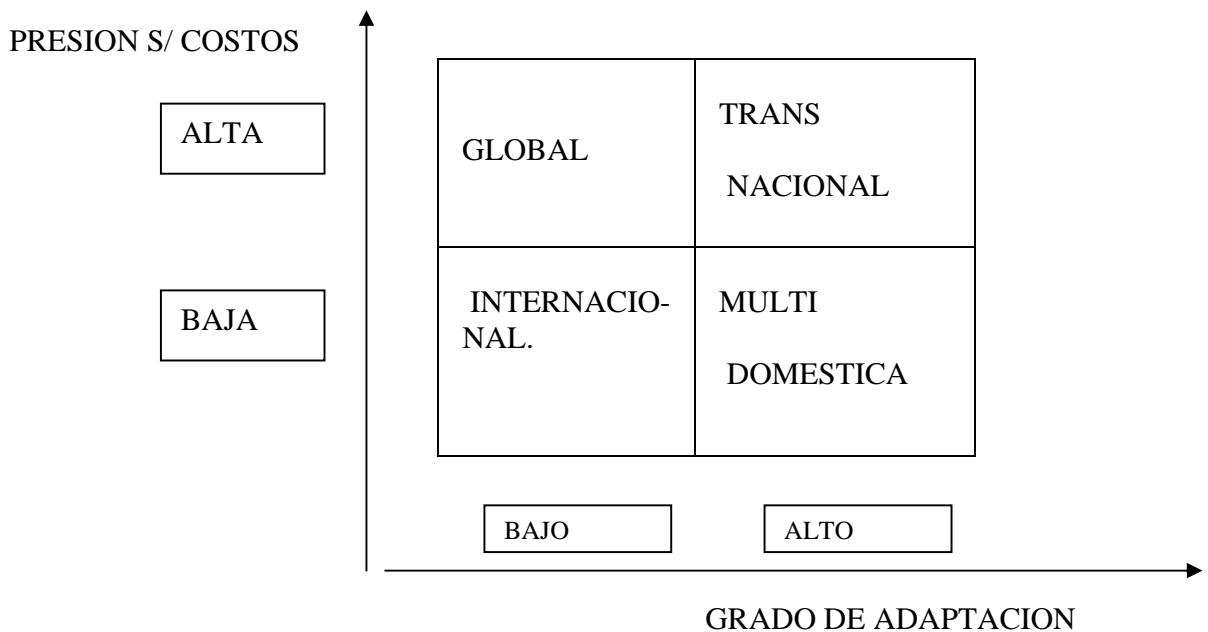 PRESION S/ COSTOS
ALTA
GLOBAL
TRANS
NACIONAL
BAJA
INTERNACIO-
NAL.
MULTI
DOMESTICA
BAJO
ALTO
GRADO DE ADAPTACION